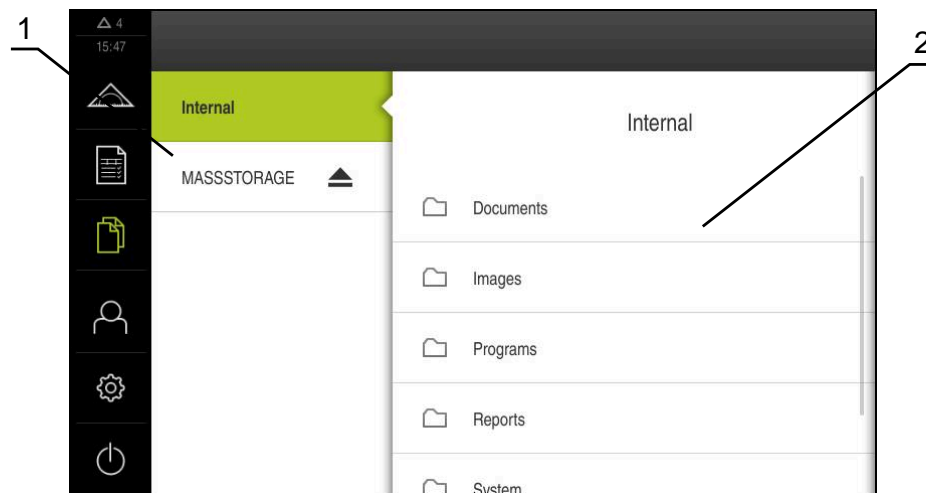 1
2
4
15:47
Internal
MASSSTORAGE
Internal
Documents
Images
Programs
Reports
System